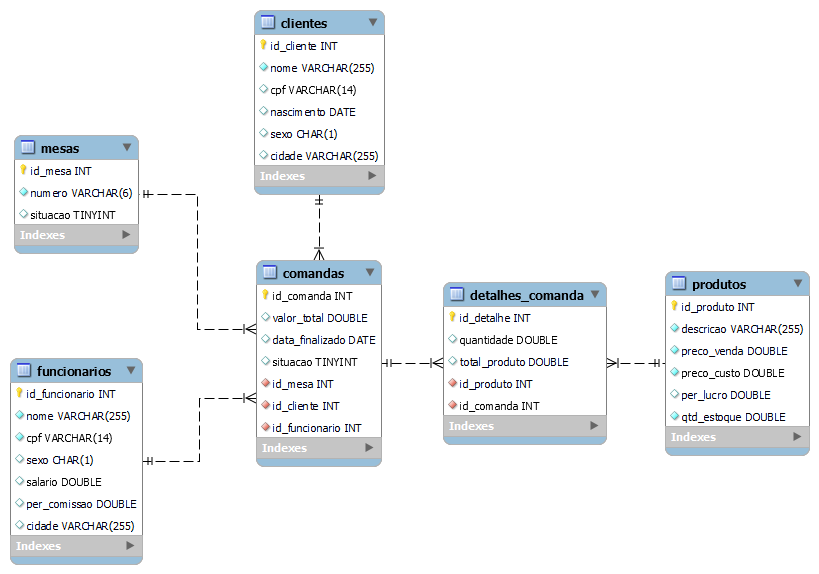 clientes
id_cliente INT
nome VARCHAR(255)
cpf VARCHAR(14)
nascimento DATE
sexo CHAR(1)
cidade VARCHAR(255)
Indexes
mesas
id_mesa INT
numero VARCHAR(6)
situacao TINYINT
Indexes
comandas
id_comanda INT
valor_total DOUBLE
data_finalizado DATE
situacao TINYINT
id_mesa INT
id_cliente INT
id_funcionario INT
Indexes
detalhes_comanda
id_detalhe INT
quantidade DOUBLE
total_produto DOUBLE
id_produto INT
id_comanda INT
Indexes
produtos
id_produto INT
descricao VARCHAR(255)
preco_venda DOUBLE
preco_custo DOUBLE
per_lucro DOUBLE
qtd_estoque DOUBLE
Indexes
funcionarios
id_funcionario INT
nome VARCHAR(255)
cpf VARCHAR(14)
sexo CHAR(1)
salario DOUBLE
per_comissao DOUBLE
cidade VARCHAR(255)
Indexes